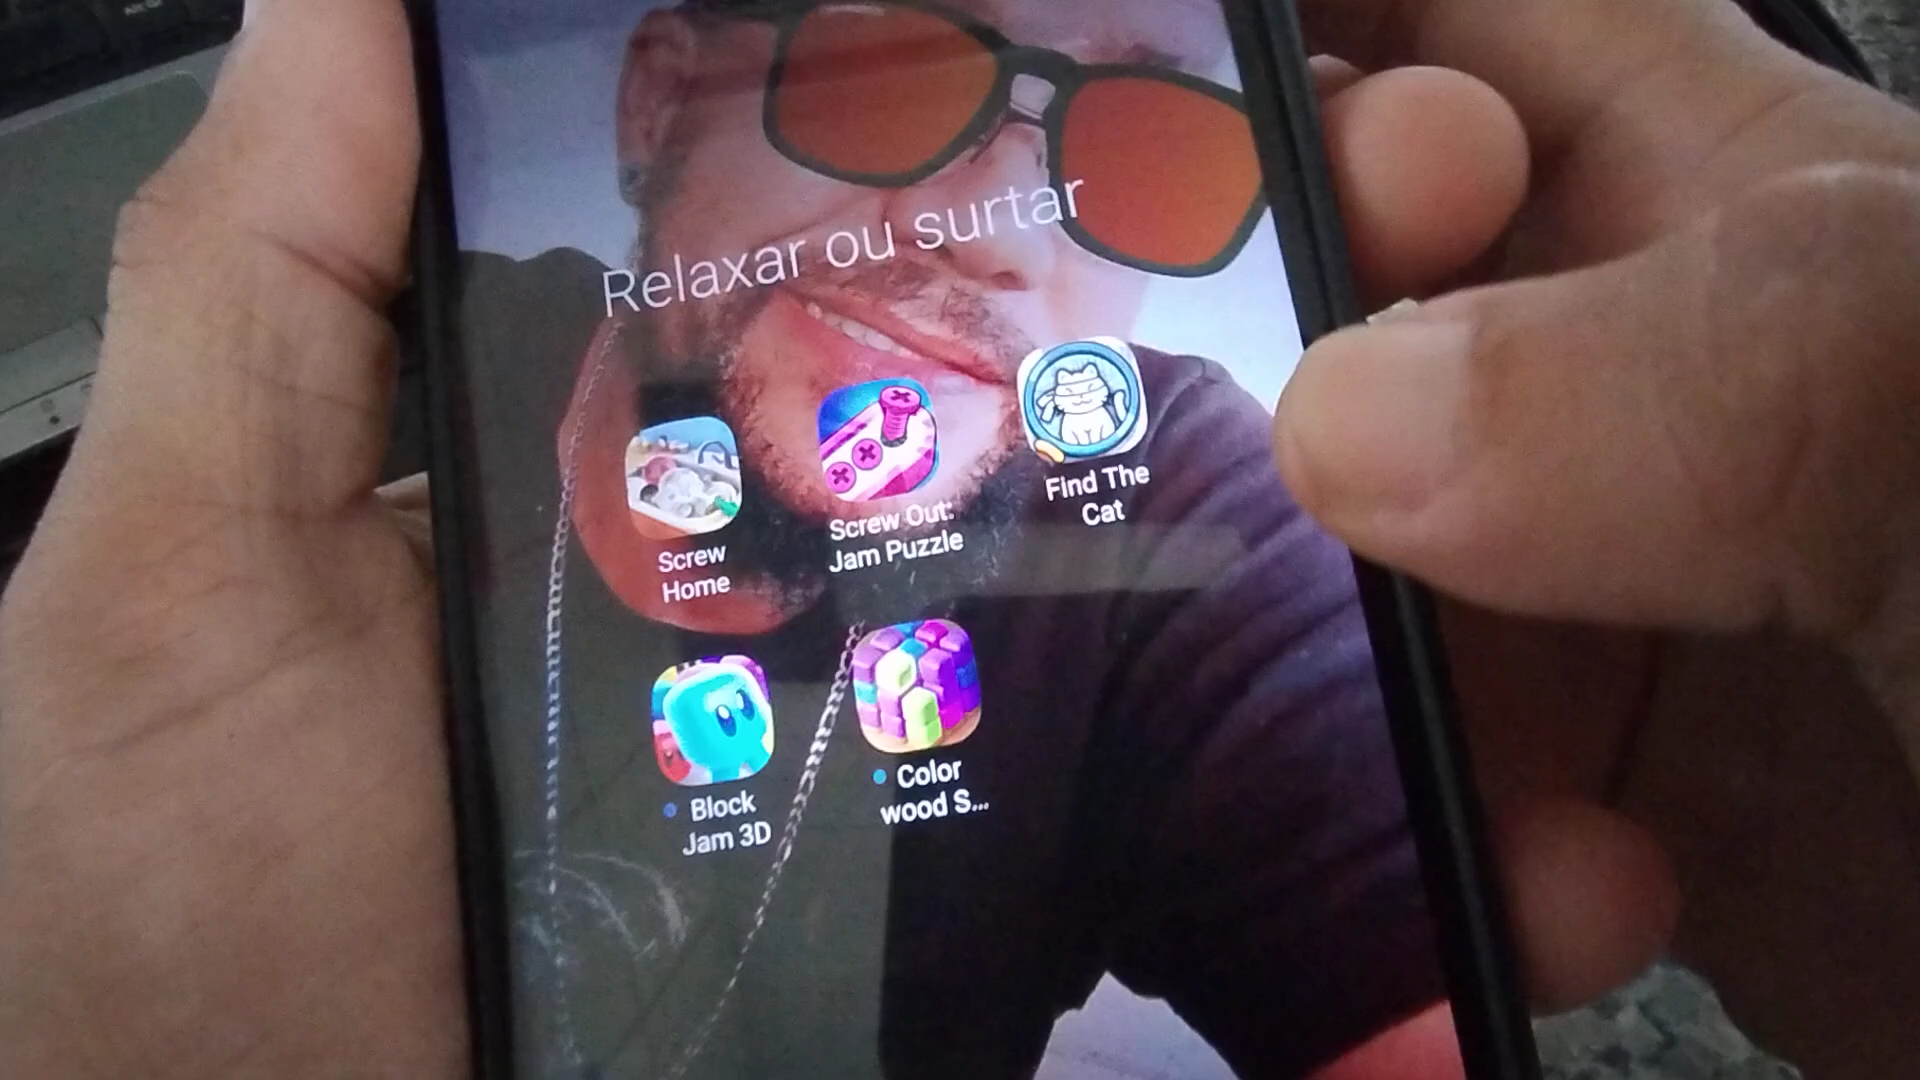 Relaxar ou surtar
Screw
Home
Screw Out:
Jam Puzzle
Find The
Cat
Block
Jam 3D
Color
wood S...